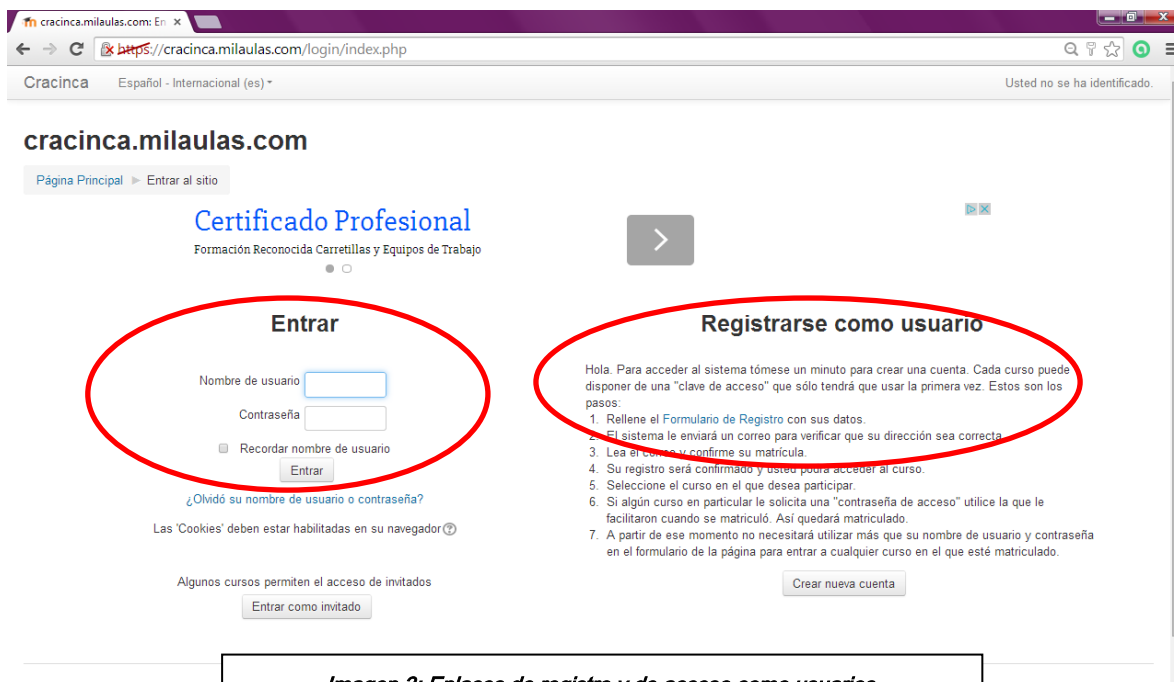 cracinca.milaulas.com: En
https://cracinca.milaulas.com/login/index.php
Cracinca Español - Internacional (es) Usted no se ha identificado.
cracinca.milaulas.com
Página Principal ► Entrar al sitio
Certificado Profesional
Formación Reconocida Carretillas y Equipos de Trabajo
Entrar
Nombre de usuario
Contraseña
Recordar nombre de usuario
Entrar
¿Olvidó su nombre de usuario o contraseña?
Las 'Cookies' deben estar habilitadas en su navegador
Algunos cursos permiten el acceso de invitados
Entrar como invitado
Registrarse como usuario
Hola. Para acceder al sistema tómese un minuto para crear una cuenta. Cada curso puede
disponer de una "clave de acceso" que sólo tendrá que usar la primera vez. Estos son los
pasos:
1. Rellene el Formulario de Registro con sus datos.
2. El sistema le enviará un correo para verificar que su dirección sea correcta.
3. Lea el correo y confirme su matrícula.
4. Su registro será confirmado y usted podrá acceder al curso.
5. Seleccione el curso en el que desea participar.
6. Si algún curso en particular le solicita una "contraseña de acceso" utilice la que le
facilitaron cuando se matriculó. Así quedará matriculado.
7. A partir de ese momento no necesitará utilizar más que su nombre de usuario y contraseña
en el formulario de la página para entrar a cualquier curso en el que esté matriculado.
Crear nueva cuenta
Imagen 2: Enlaces de registro y de acceso como usuarios